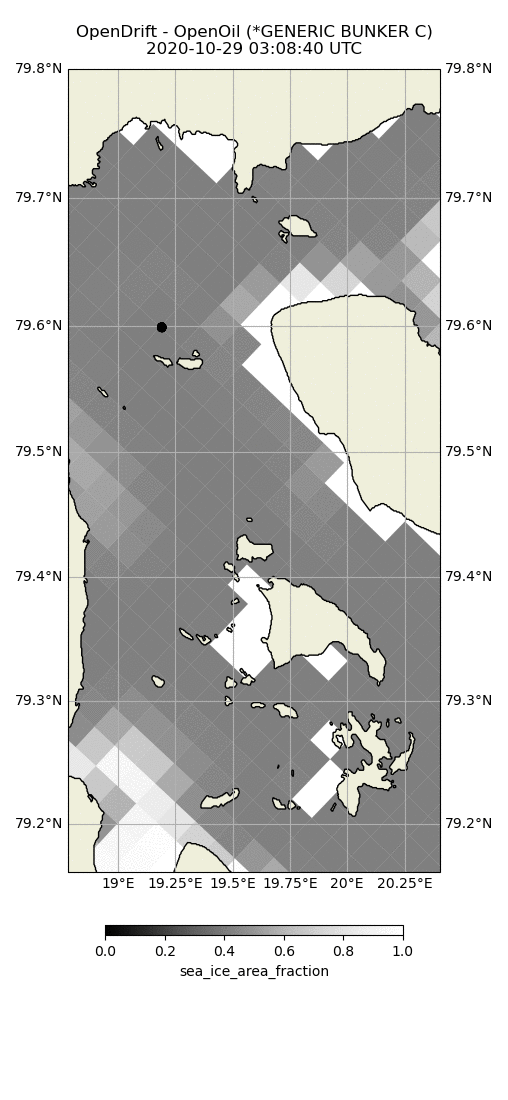 OpenDrift - OpenOil (*GENERIC BUNKER C)
2020-10-29 03:08:40 UTC
79.8°N 79.8°N
79.7°N 79.7°N
79.6°N 79.6°N
79.5°N 79.5°N
79.4°N 79.4°N
79.3°N 79.3°N
79.2°N 79.2°N
19°E 19.25°E 19.5°E 19.75°E 20°E 20.25°E
0.0 0.2 0.4 0.6 0.8 1.0
sea_ice_area_fraction